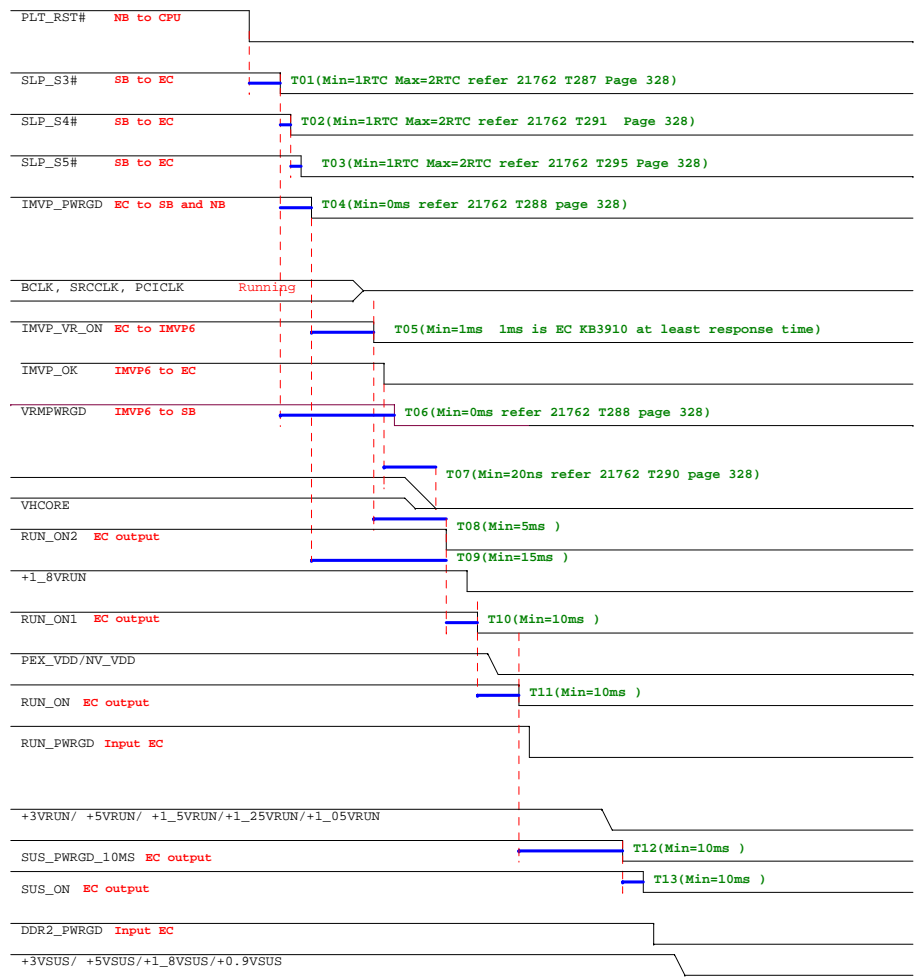 PLT_RST# NB to CPU
SLP_S3# SB to EC T01(Min=1RTC Max=2RTC refer 21762 T287 Page 328)
SLP_S4# SB to EC T02(Min=1RTC Max=2RTC refer 21762 T291 Page 328)
SLP_S5# SB to EC T03(Min=1RTC Max=2RTC refer 21762 T295 Page 328)
IMVP_PWRGD EC to SB and NB T04(Min=0ms refer 21762 T288 page 328)
BCLK, SRCCLK, PCICLK Running
IMVP_VR_ON EC to IMVP6 T05(Min=1ms 1ms is EC KB3910 at least response time)
IMVP_OK IMVP6 to EC
VRMPWRGD IMVP6 to SB T06(Min=0ms refer 21762 T288 page 328)
T07(Min=20ns refer 21762 T290 page 328)
VHCORE
T08(Min=5ms )
RUN_ON2 EC output
T09(Min=15ms )
+1_8VRUN
RUN_ON1 EC output T10(Min=10ms )
PEX_VDD/NV_VDD
T11(Min=10ms )
RUN_ON EC output
RUN_PWRGD Input EC
+3VRUN/ +5VRUN/ +1_5VRUN/+1_25VRUN/+1_05VRUN
T12(Min=10ms )
SUS_PWRGD_10MS EC output
T13(Min=10ms )
SUS_ON EC output
DDR2_PWRGD Input EC
+3VSUS/ +5VSUS/+1_8VSUS/+0.9VSUS